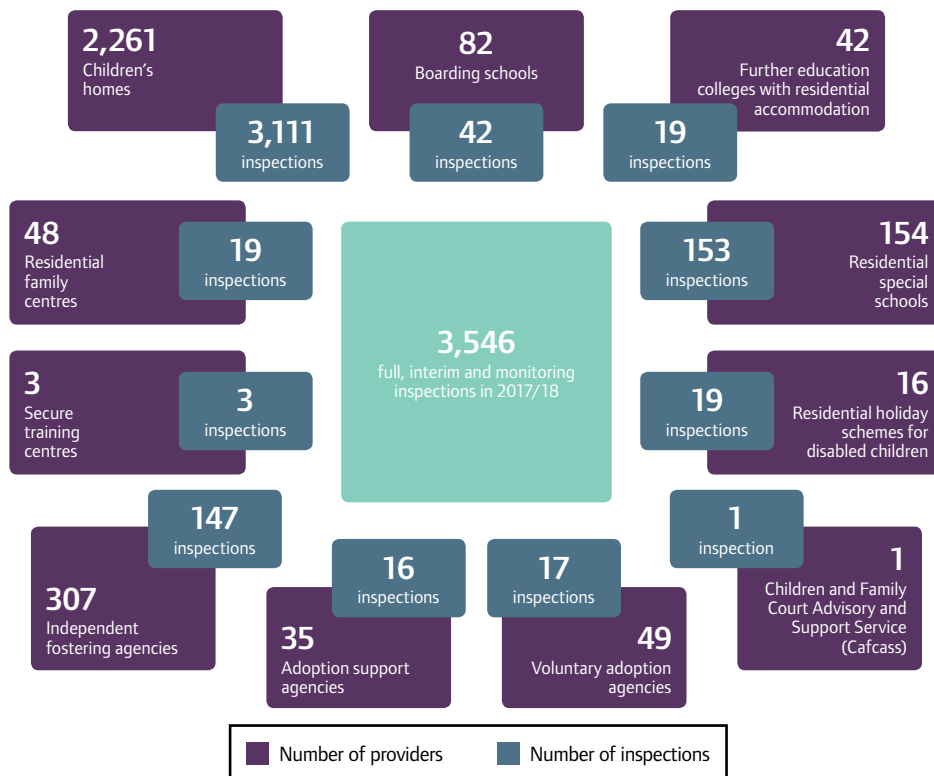 2,261
Children's
homes
3,111
inspections
82
Boarding schools
42
inspections
42
Further education
colleges with residential
accommodation
19
inspections
48
Residential
family
centres
19
inspections
153
inspections
154
Residential
special
schools
3,546
full, interim and monitoring
inspections in 2017/18
3
Secure
training
centres
3
inspections
19
inspections
16
Residential holiday
schemes for
disabled children
147
inspections
307
Independent
fostering agencies
16
inspections
35
Adoption support
agencies
17
inspections
49
Voluntary adoption
agencies
1
inspection
1
Children and Family
Court Advisory and
Support Service
(Cafcass)
Number of providers
Number of inspections